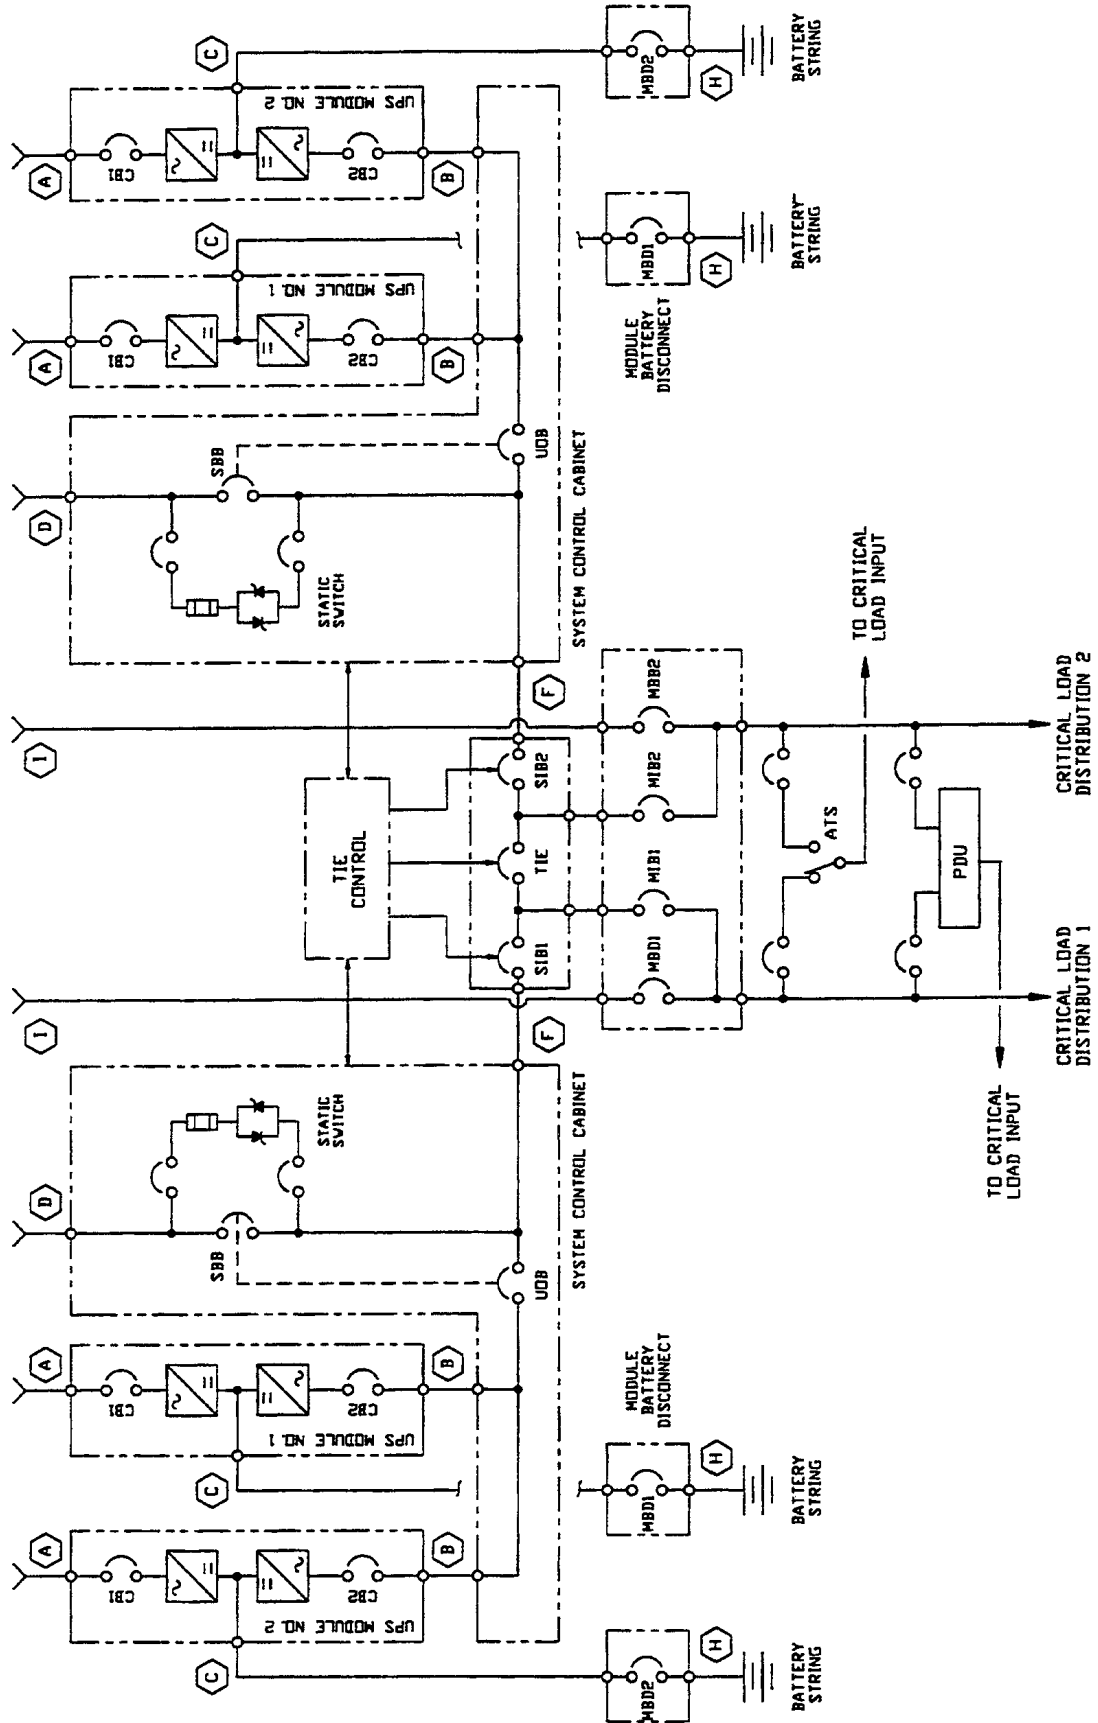 A
A
D
I
I
D
A
A
CB1
CB1
CB1
CB1
C
C
SBB
SBB
C
C
STATIC
SWITCH
TIE
CONTROL
STATIC
SWITCH
CB2
CB2
CB2
CB2
UPS MODULE NO. 2
UPS MODULE NO. 1
UPS MODULE NO. 1
UPS MODULE NO. 2
B
B
B
B
UOB
F
SIB1
TIE
SIB2
F
UOB
SYSTEM CONTROL CABINET
SYSTEM CONTROL CABINET
MBD2
MBD1
MODULE
BATTERY
DISCONNECT
MBD1
MIB1
MIB2
MBB2
MODULE
BATTERY
DISCONNECT
MBD1
MBD2
H
H
H
H
BATTERY
STRING
BATTERY
STRING
BATTERY
STRING
BATTERY
STRING
ATS
TO CRITICAL
LOAD INPUT
PDU
TO CRITICAL
LOAD INPUT
CRITICAL LOAD
DISTRIBUTION 1
CRITICAL LOAD
DISTRIBUTION 2